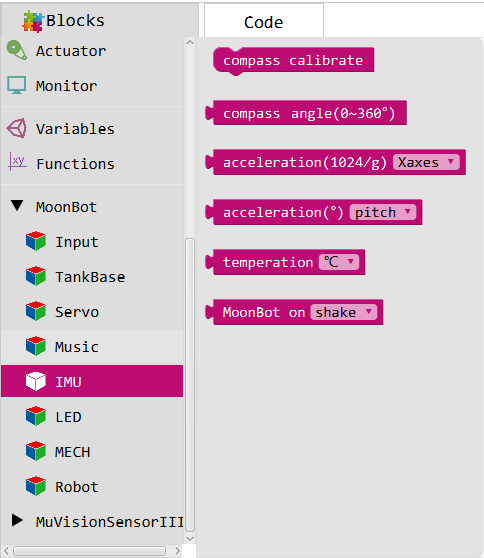 Blocks
Code
Actuator
Monitor
Variables
xy Functions
MoonBot
Input
TankBase
Servo
Music
IMU
LED
MECH
Robot
MuVisionSensorIII
compass calibrate
compass angle(0~360°)
acceleration(1024/g) Xaxes
acceleration(°) pitch
temperation ℃
MoonBot on shake